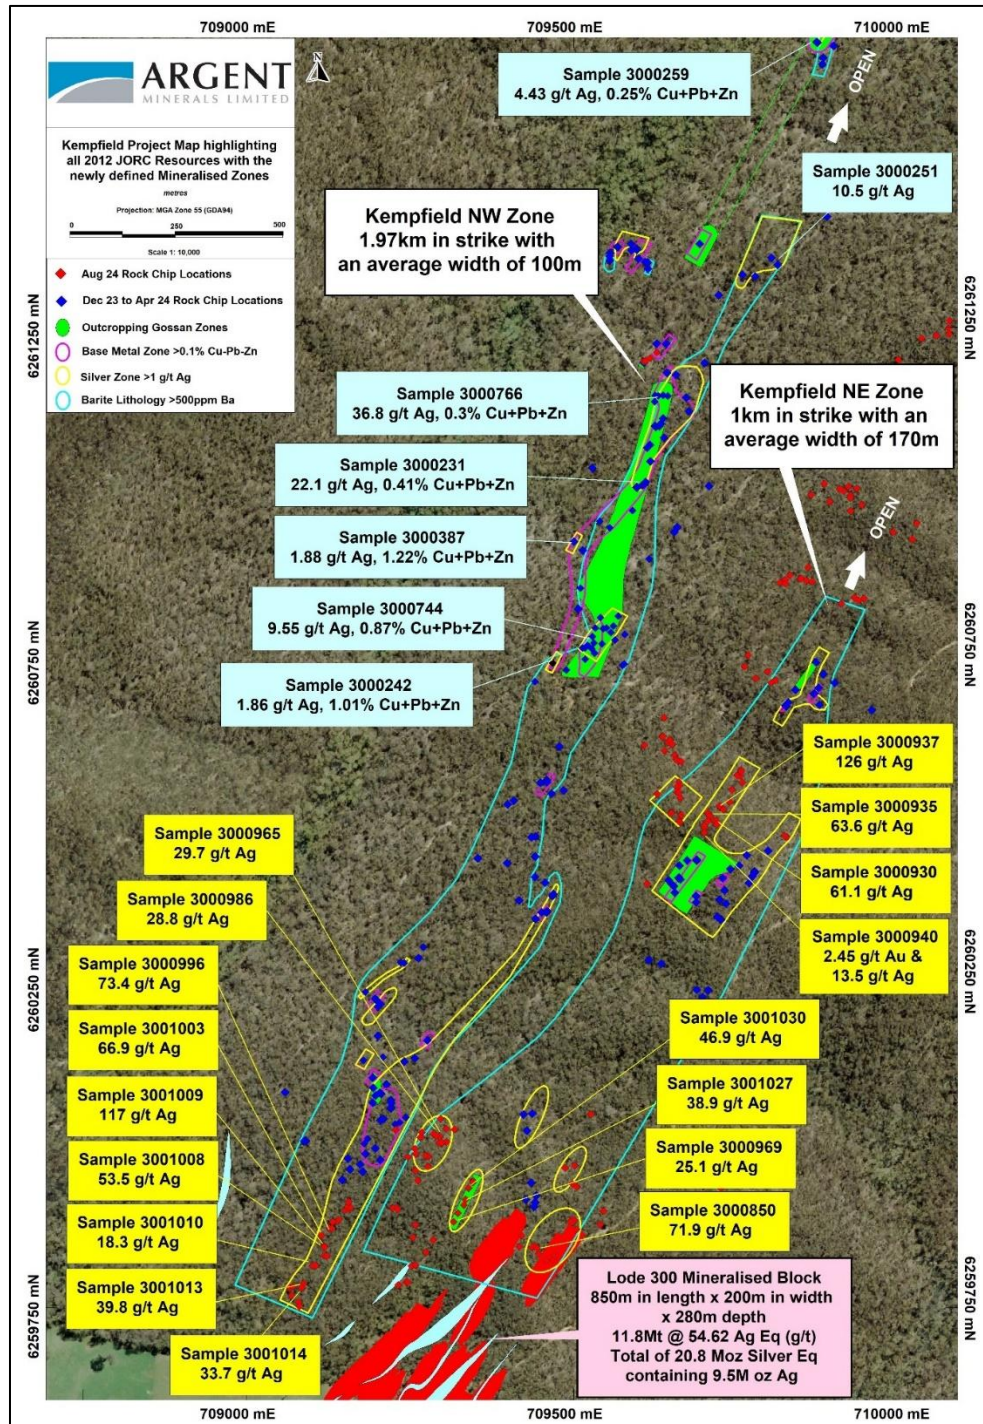 709000 mE
709500 mE
710000 mE
ARGENT
MINERALS LIMITED
Kempfield Project Map highlighting
all 2012 JORC Resources with the
newly defined Mineralised Zones
metres
Projection: MGA Zone 55 (GDA94)
0
250
500
Scale 1: 10,000
Aug 24 Rock Chip Locations
Dec 23 to Apr 24 Rock Chip Locations
Outcropping Gossan Zones
Base Metal Zone >0.1% Cu-Pb-Zn
Silver Zone >1 g/t Ag
Barite Lithology >500ppm Ba
Sample 3000259
4.43 g/t Ag, 0.25% Cu+Pb+Zn
OPEN
Sample 3000251
10.5 g/t Ag
Kempfield NW Zone
1.97km in strike with
an average width of 100m
6261250 mN
6261250 mN
Kempfield NE Zone
1km in strike with an
average width of 170m
Sample 3000766
36.8 g/t Ag, 0.3% Cu+Pb+Zn
Sample 3000231
22.1 g/t Ag, 0.41% Cu+Pb+Zn
OPEN
Sample 3000387
1.88 g/t Ag, 1.22% Cu+Pb+Zn
Sample 3000744
9.55 g/t Ag, 0.87% Cu+Pb+Zn
6260750 mN
6260750 mN
Sample 3000242
1.86 g/t Ag, 1.01% Cu+Pb+Zn
Sample 3000937
126 g/t Ag
Sample 3000935
63.6 g/t Ag
Sample 3000930
61.1 g/t Ag
Sample 3000940
2.45 g/t Au &
13.5 g/t Ag
Sample 3000965
29.7 g/t Ag
Sample 3000986
28.8 g/t Ag
Sample 3000996
73.4 g/t Ag
6260250 mN
6260250 mN
Sample 3001003
66.9 g/t Ag
Sample 3001009
117 g/t Ag
Sample 3001008
53.5 g/t Ag
Sample 3001010
18.3 g/t Ag
Sample 3001013
39.8 g/t Ag
Sample 3001014
33.7 g/t Ag
Sample 3001030
46.9 g/t Ag
Sample 3001027
38.9 g/t Ag
Sample 3000969
25.1 g/t Ag
Sample 3000850
71.9 g/t Ag
Lode 300 Mineralised Block
850m in length x 200m in width
x 280m depth
11.8Mt @ 54.62 Ag Eq (g/t)
Total of 20.8 Moz Silver Eq
containing 9.5M oz Ag
6259750 mN
6259750 mN
709000 mE
709500 mE
710000 mE